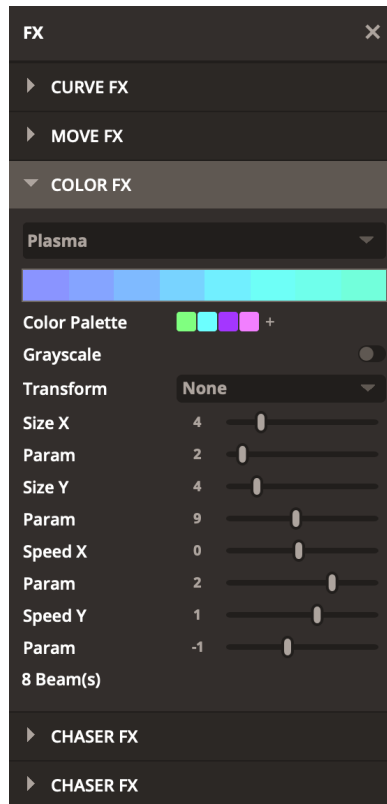 FX
CURVE FX
MOVE FX
COLOR FX
Plasma
Color Palette +
Grayscale
Transform None
Size X 4
Param 2
Size Y 4
Param 9
Speed X 0
Param 2
Speed Y 1
Param -1
8 Beam(s)
CHASER FX
CHASER FX